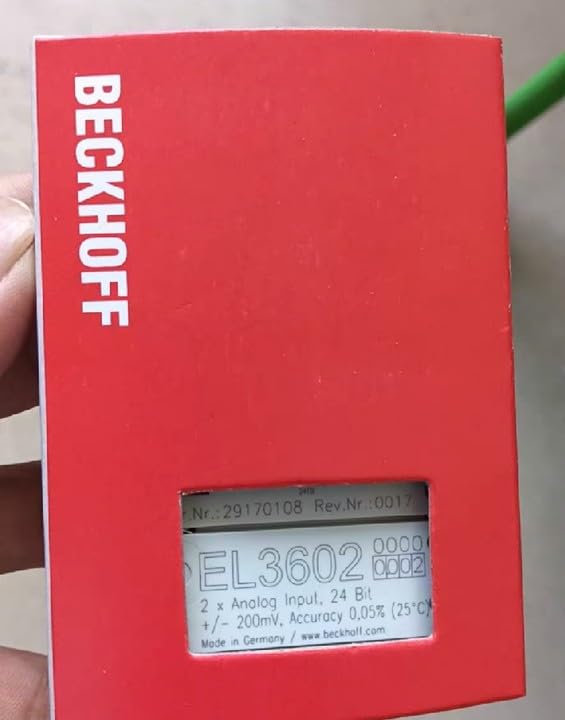 BECKHOFF
.Nr.:29170108 Rev.Nr.:0017
EL3602 0000
0002
2 x Analog Input, 24 Bit
+/- 200mV, Accuracy 0,05% (25°C)
Made in Germany / www.beckhoff.com